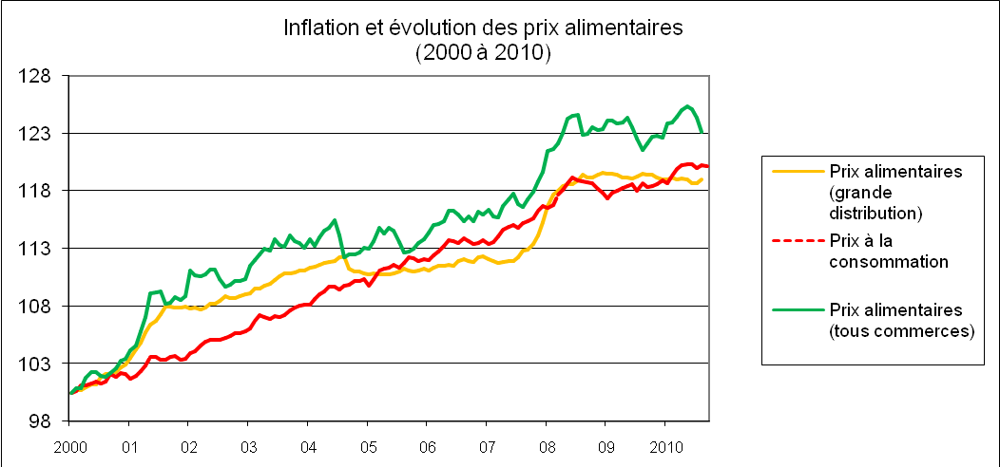 Inflation et évolution des prix alimentaires
(2000 à 2010)
128
123
118
113
108
103
98
2000 01 02 03 04 05 06 07 08 09 2010
Prix alimentaires
(grande
distribution)
Prix à la
consommation
Prix alimentaires
(tous commerces)